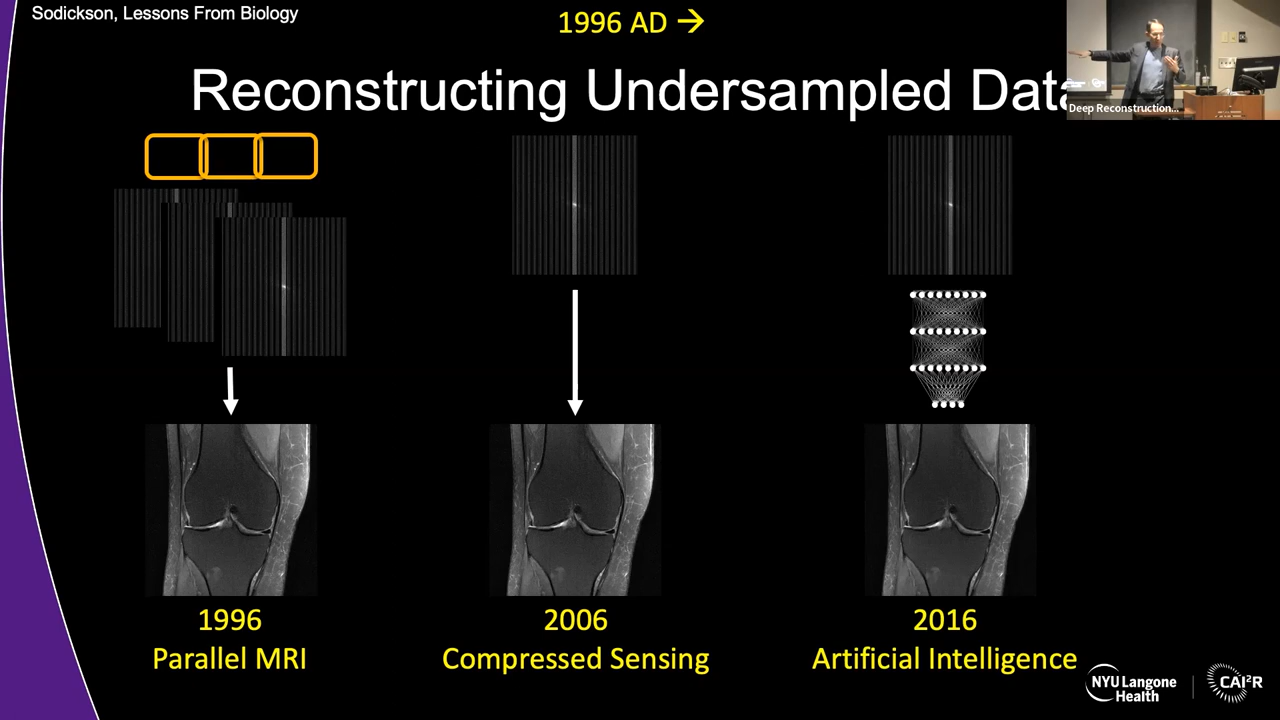 Sodickson, Lessons From Biology
1996 AD →
Reconstructing Undersampled Data
Deep Reconstruction...
1996
Parallel MRI
2006
Compressed Sensing
2016
Artificial Intelligence
NYU Langone
Health
CAI²R